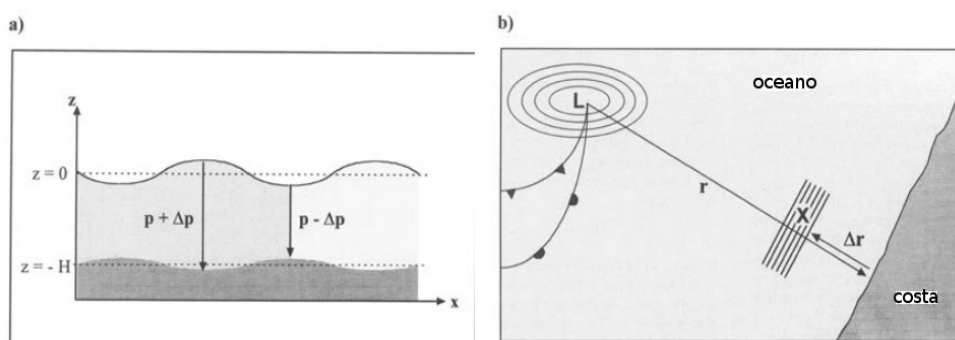 a)
z
z = 0
p + Δp
p - Δp
z = - H
x
b)
L
oceano
r
X
Δr
costa